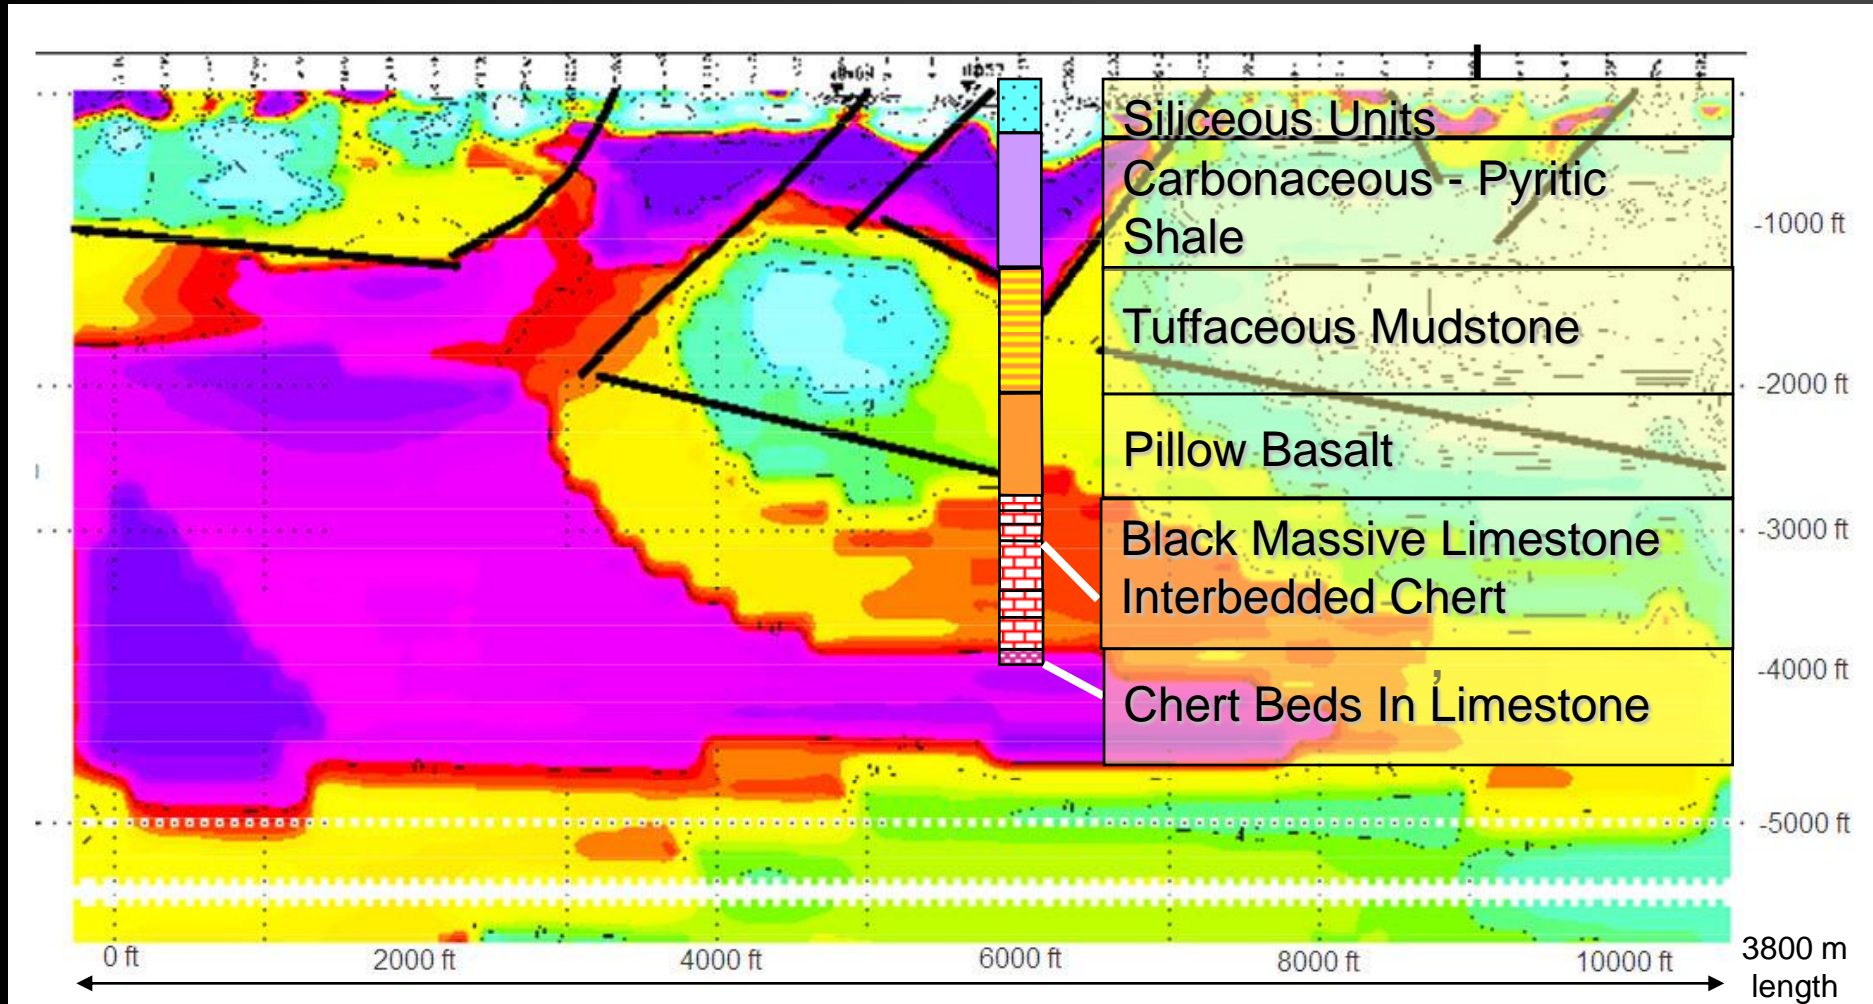 Siliceous Units
Carbonaceous - Pyritic
Shale
Tuffaceous Mudstone
Pillow Basalt
Black Massive Limestone
Interbedded Chert
,
Chert Beds In Limestone
-1000 ft
-2000 ft
-3000 ft
-4000 ft
-5000 ft
0 ft
2000 ft
4000 ft
6000 ft
8000 ft
10000 ft
3800 m
length